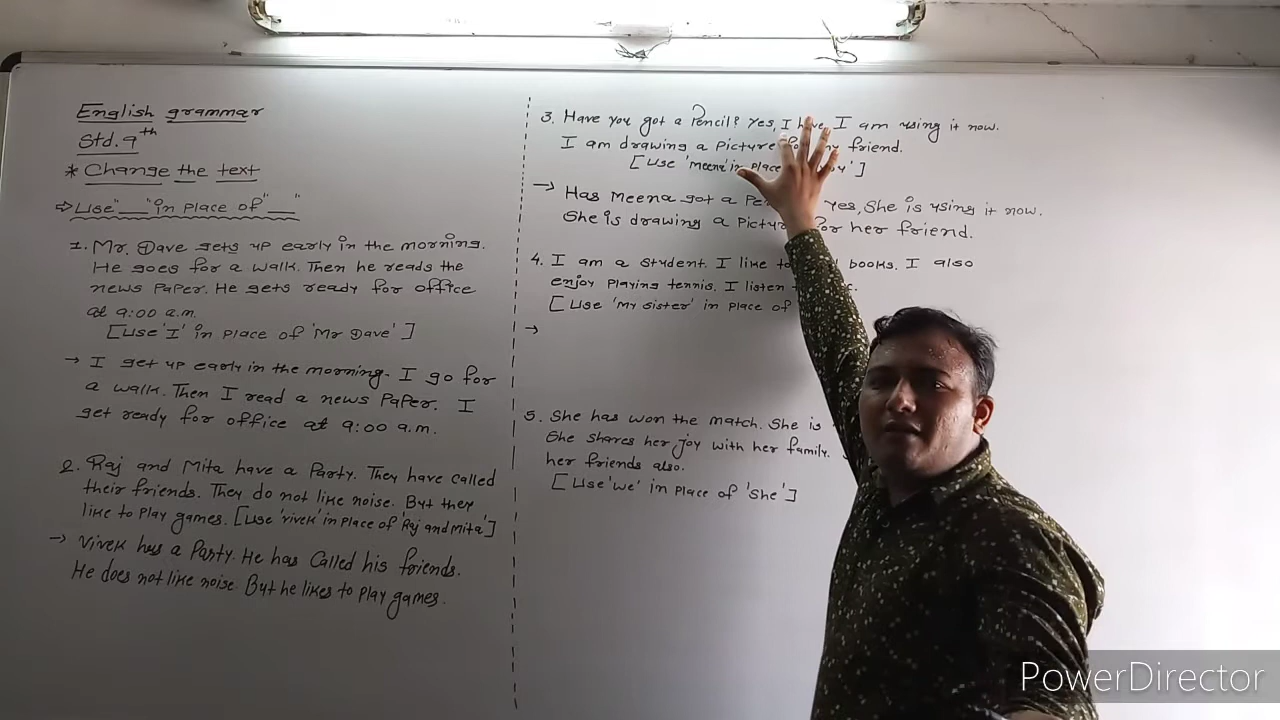 English grammar
Std. 9th
* Change the text
⇒ Use "___" in place of "___"
1. Mr. Dave gets up early in the morning.
He goes for a walk. Then he reads the
news paper. He gets ready for office
at 9:00 a.m.
[Use 'I' in place of 'Mr Dave']
→ I get up early in the morning. I go for
a walk. Then I read a news paper. I
get ready for office at 9:00 a.m.
2. Raj and Mita have a party. They have called
their friends. They do not like noise. But they
like to play games. [Use 'vivek' in place of 'Raj and Mita']
→ Vivek has a party. He has called his friends.
He does not like noise. But he likes to play games.
3. Have you got a pencil? Yes, I have, I am using it now.
I am drawing a picture for my friend.
[Use 'Meena' in place
→ Has Meena got a Yes, She is using it now.
She is drawing a picture for her friend.
4. I am a student. I like to books. I also
enjoy playing tennis. I listen
[Use 'My sister' in place of
→
5. She has won the match. She is
She shares her joy with her family.
her friends also.
[Use 'we' in place of 'She']
PowerDirector